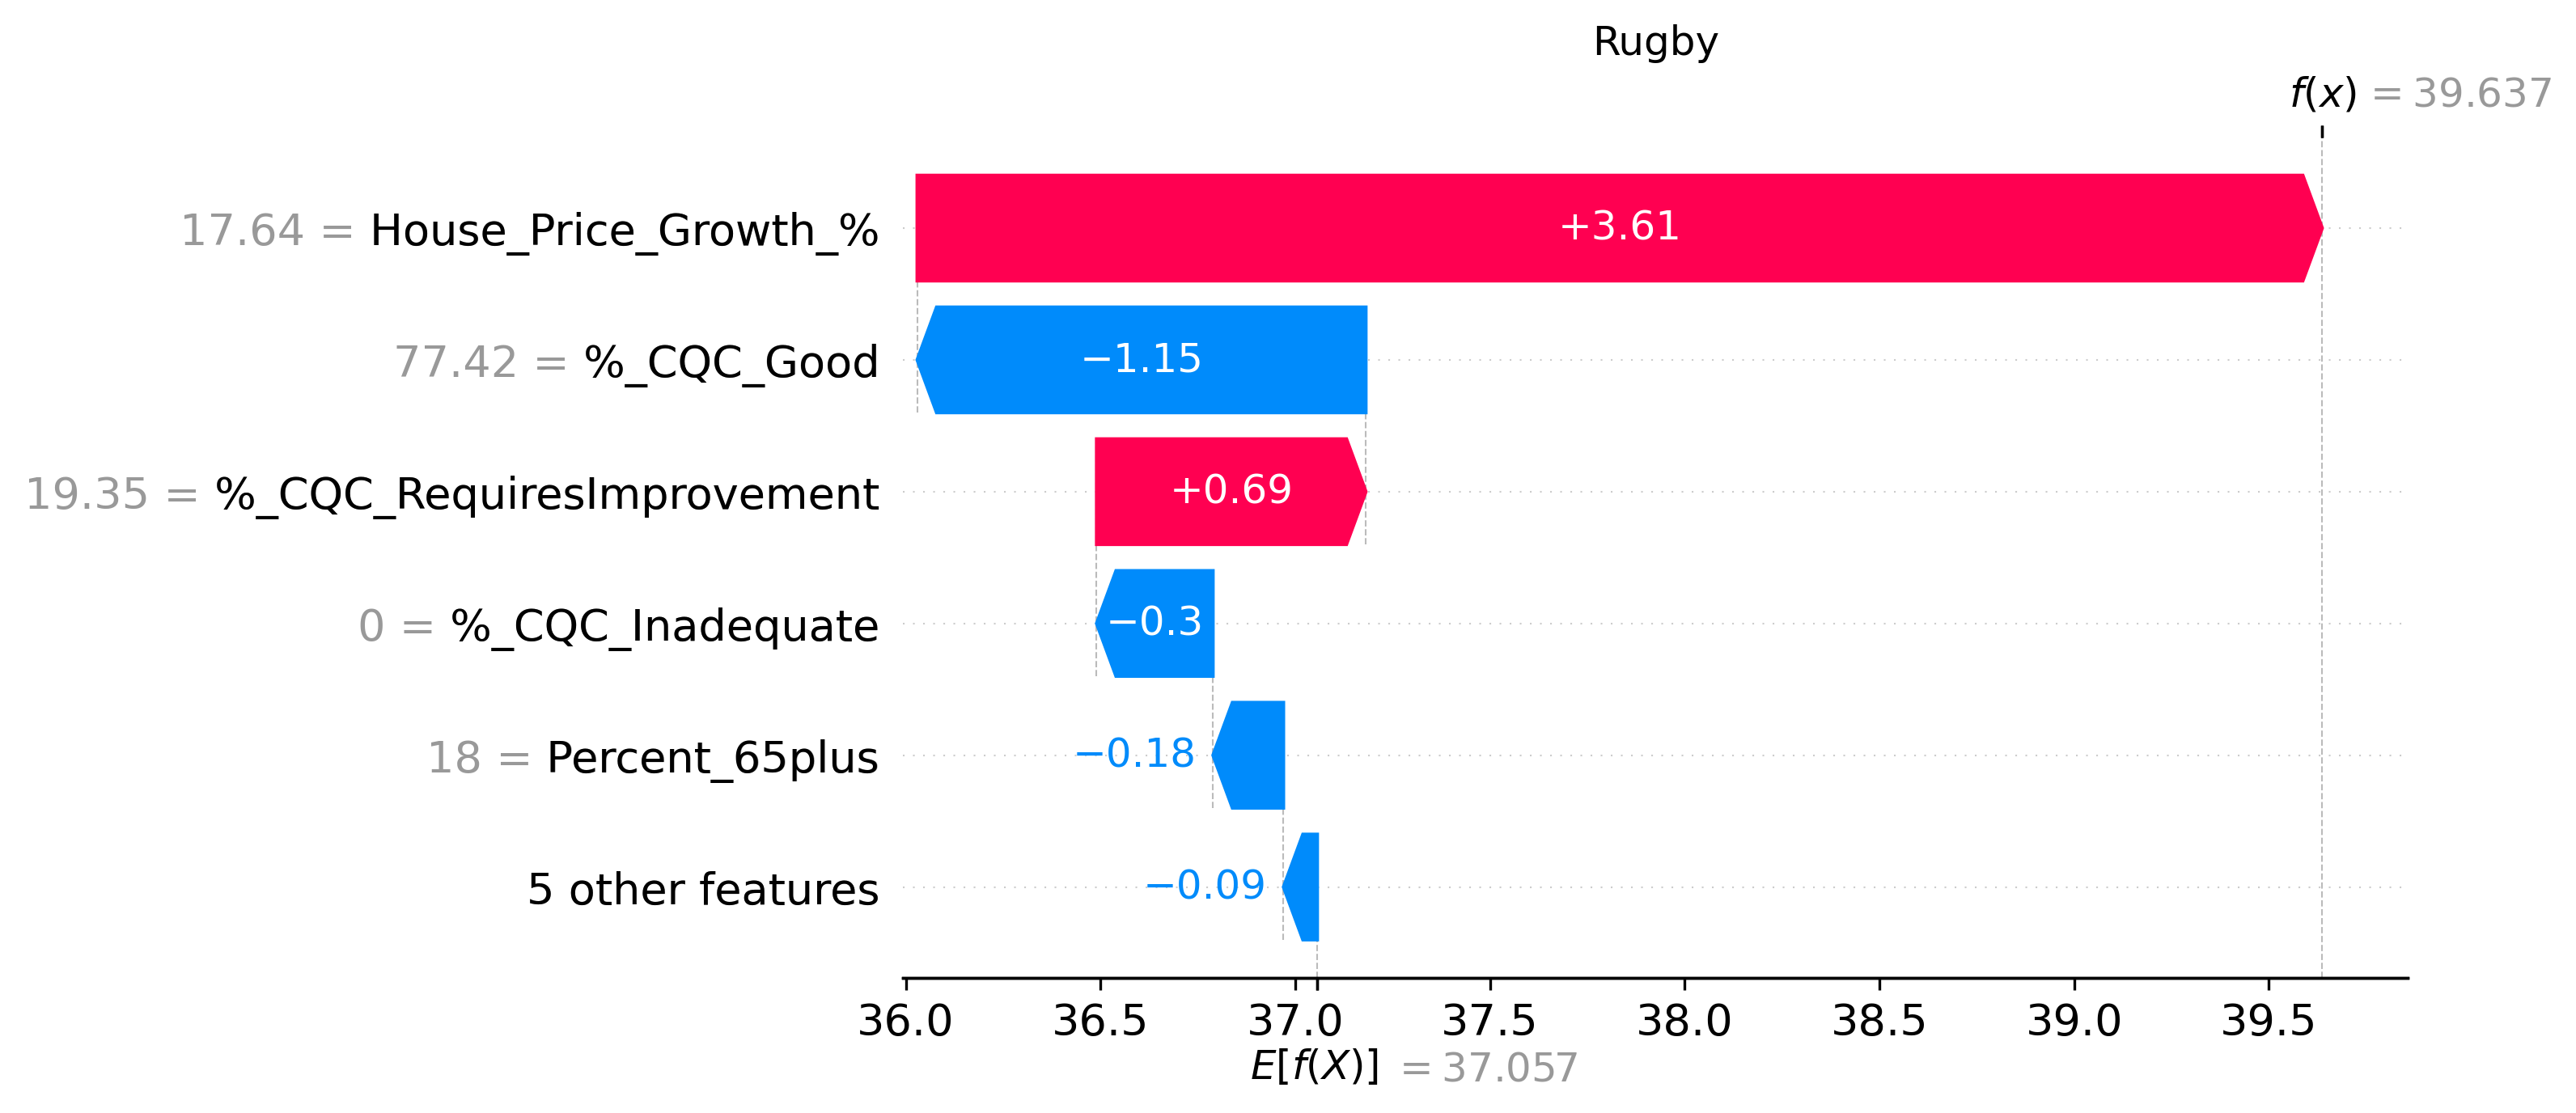 Rugby
f(x) = 39.637
17.64 = House_Price_Growth_%
+3.61
77.42 = %_CQC_Good
−1.15
19.35 = %_CQC_RequiresImprovement
+0.69
0 = %_CQC_Inadequate
−0.3
18 = Percent_65plus
−0.18
5 other features
−0.09
36.0 36.5 37.0 37.5 38.0 38.5 39.0 39.5
E[f(X)] = 37.057